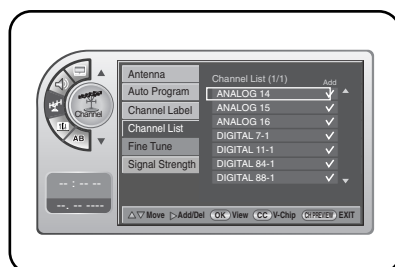 Channel
AB
-- : -- --
--. -- ----
Antenna
Auto Program
Channel Label
Channel List
Fine Tune
Signal Strength
Channel List (1/1) Add
ANALOG 14 ✓
ANALOG 15 ✓
ANALOG 16 ✓
DIGITAL 7-1 ✓
DIGITAL 11-1 ✓
DIGITAL 84-1 ✓
DIGITAL 88-1 ✓
△▽ Move ▷Add/Del OK View CC V-Chip CH PREVIEW EXIT